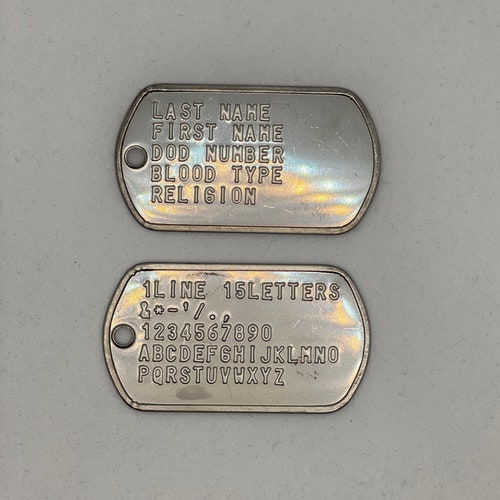 LAST NAME
FIRST NAME
DOD NUMBER
BLOOD TYPE
RELIGION
1LINE 15LETTERS
&*-'/.,
1234567890
ABCDEFGHIJKLMNO
PQRSTUVWXYZ